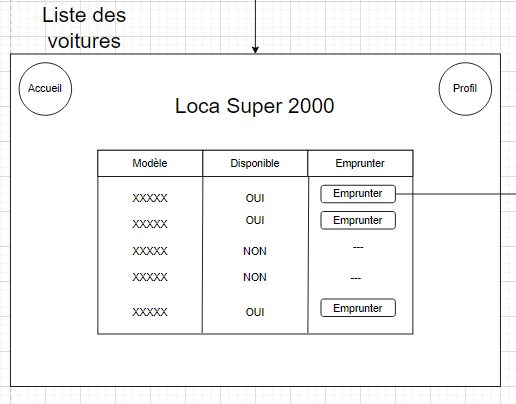 Liste des
voitures
Accueil
Profil
Loca Super 2000
Modèle Disponible Emprunter
XXXXX OUI Emprunter
XXXXX OUI Emprunter
XXXXX NON ---
XXXXX NON ---
XXXXX OUI Emprunter